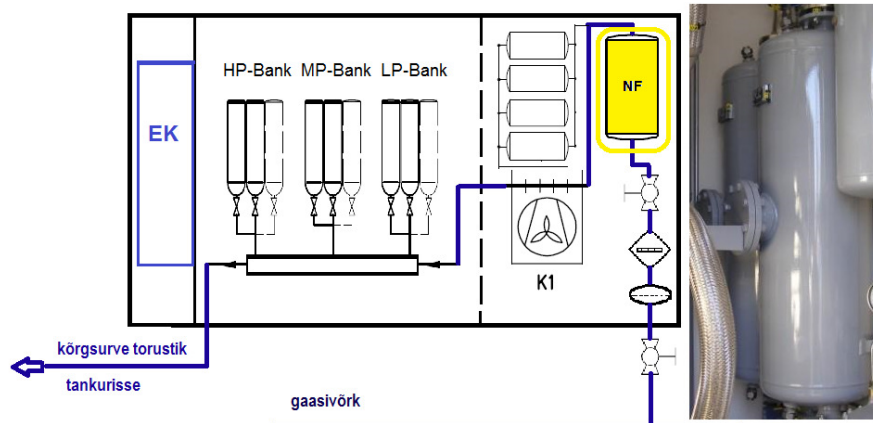 HP-Bank MP-Bank LP-Bank
NF
EK
K1
kõrgsurve torustik
tankurisse
gaasivõrk